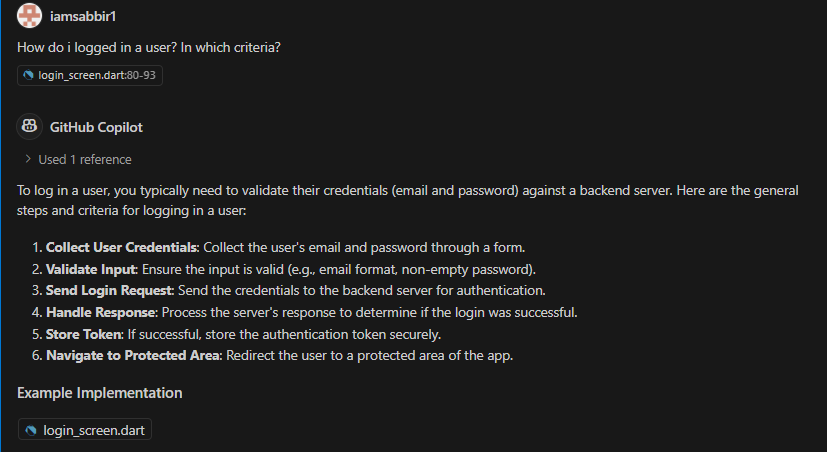 iamsabbir1
How do i logged in a user? In which criteria?
login_screen.dart:80-93
GitHub Copilot
Used 1 reference
To log in a user, you typically need to validate their credentials (email and password) against a backend server. Here are the general
steps and criteria for logging in a user:
1. Collect User Credentials: Collect the user's email and password through a form.
2. Validate Input: Ensure the input is valid (e.g., email format, non-empty password).
3. Send Login Request: Send the credentials to the backend server for authentication.
4. Handle Response: Process the server's response to determine if the login was successful.
5. Store Token: If successful, store the authentication token securely.
6. Navigate to Protected Area: Redirect the user to a protected area of the app.
Example Implementation
login_screen.dart